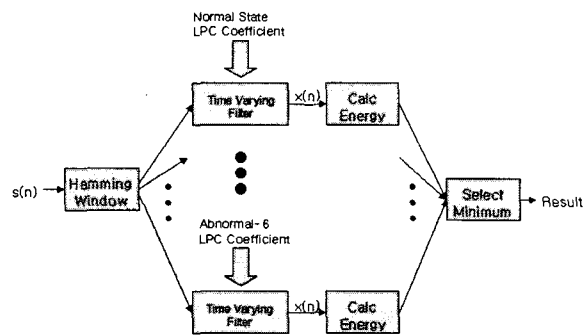 Normal State
LPC Coefficient
Time Varying
Filter
x(n)
Calc
Energy
s(n)
Hamming
Window
Select
Minimum
Result
Abnormal-6
LPC Coefficient
Time Varying
Filter
x(n)
Calc
Energy